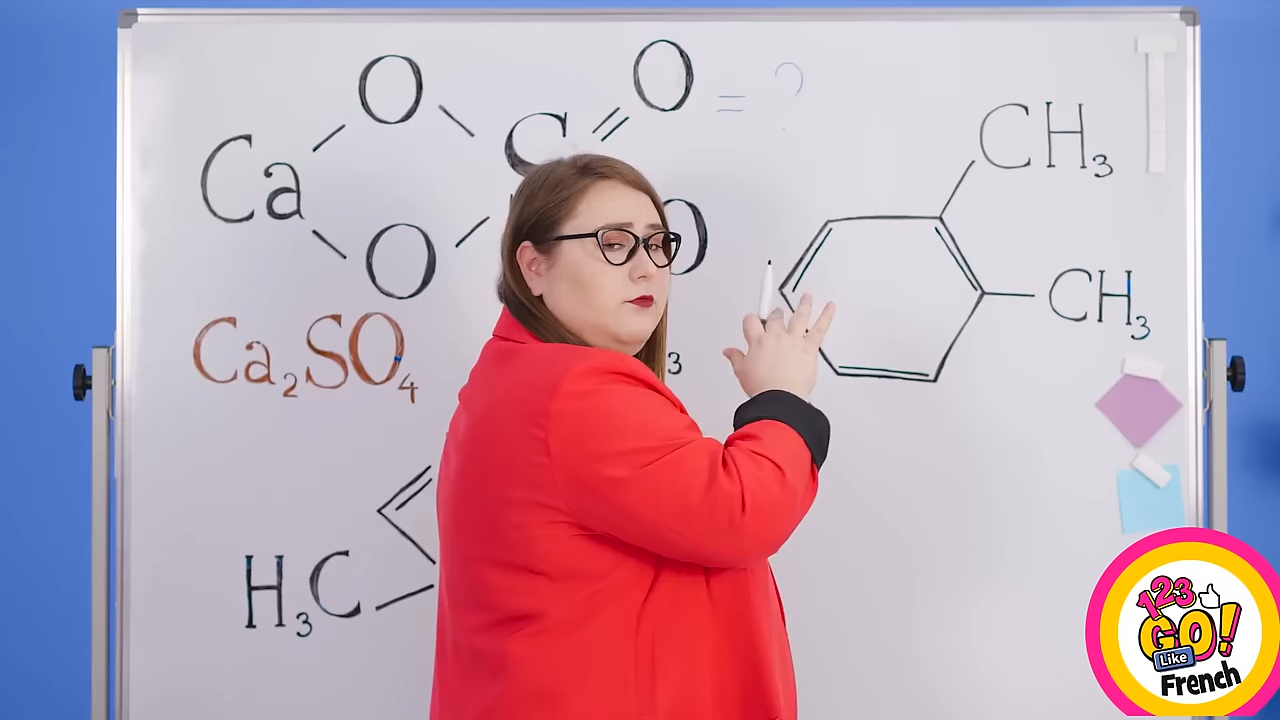 O
O
= ?
Ca
C
O
O
CH₃
CH₃
Ca₂SO₄
3
H₃C
123
GO!
Like
French